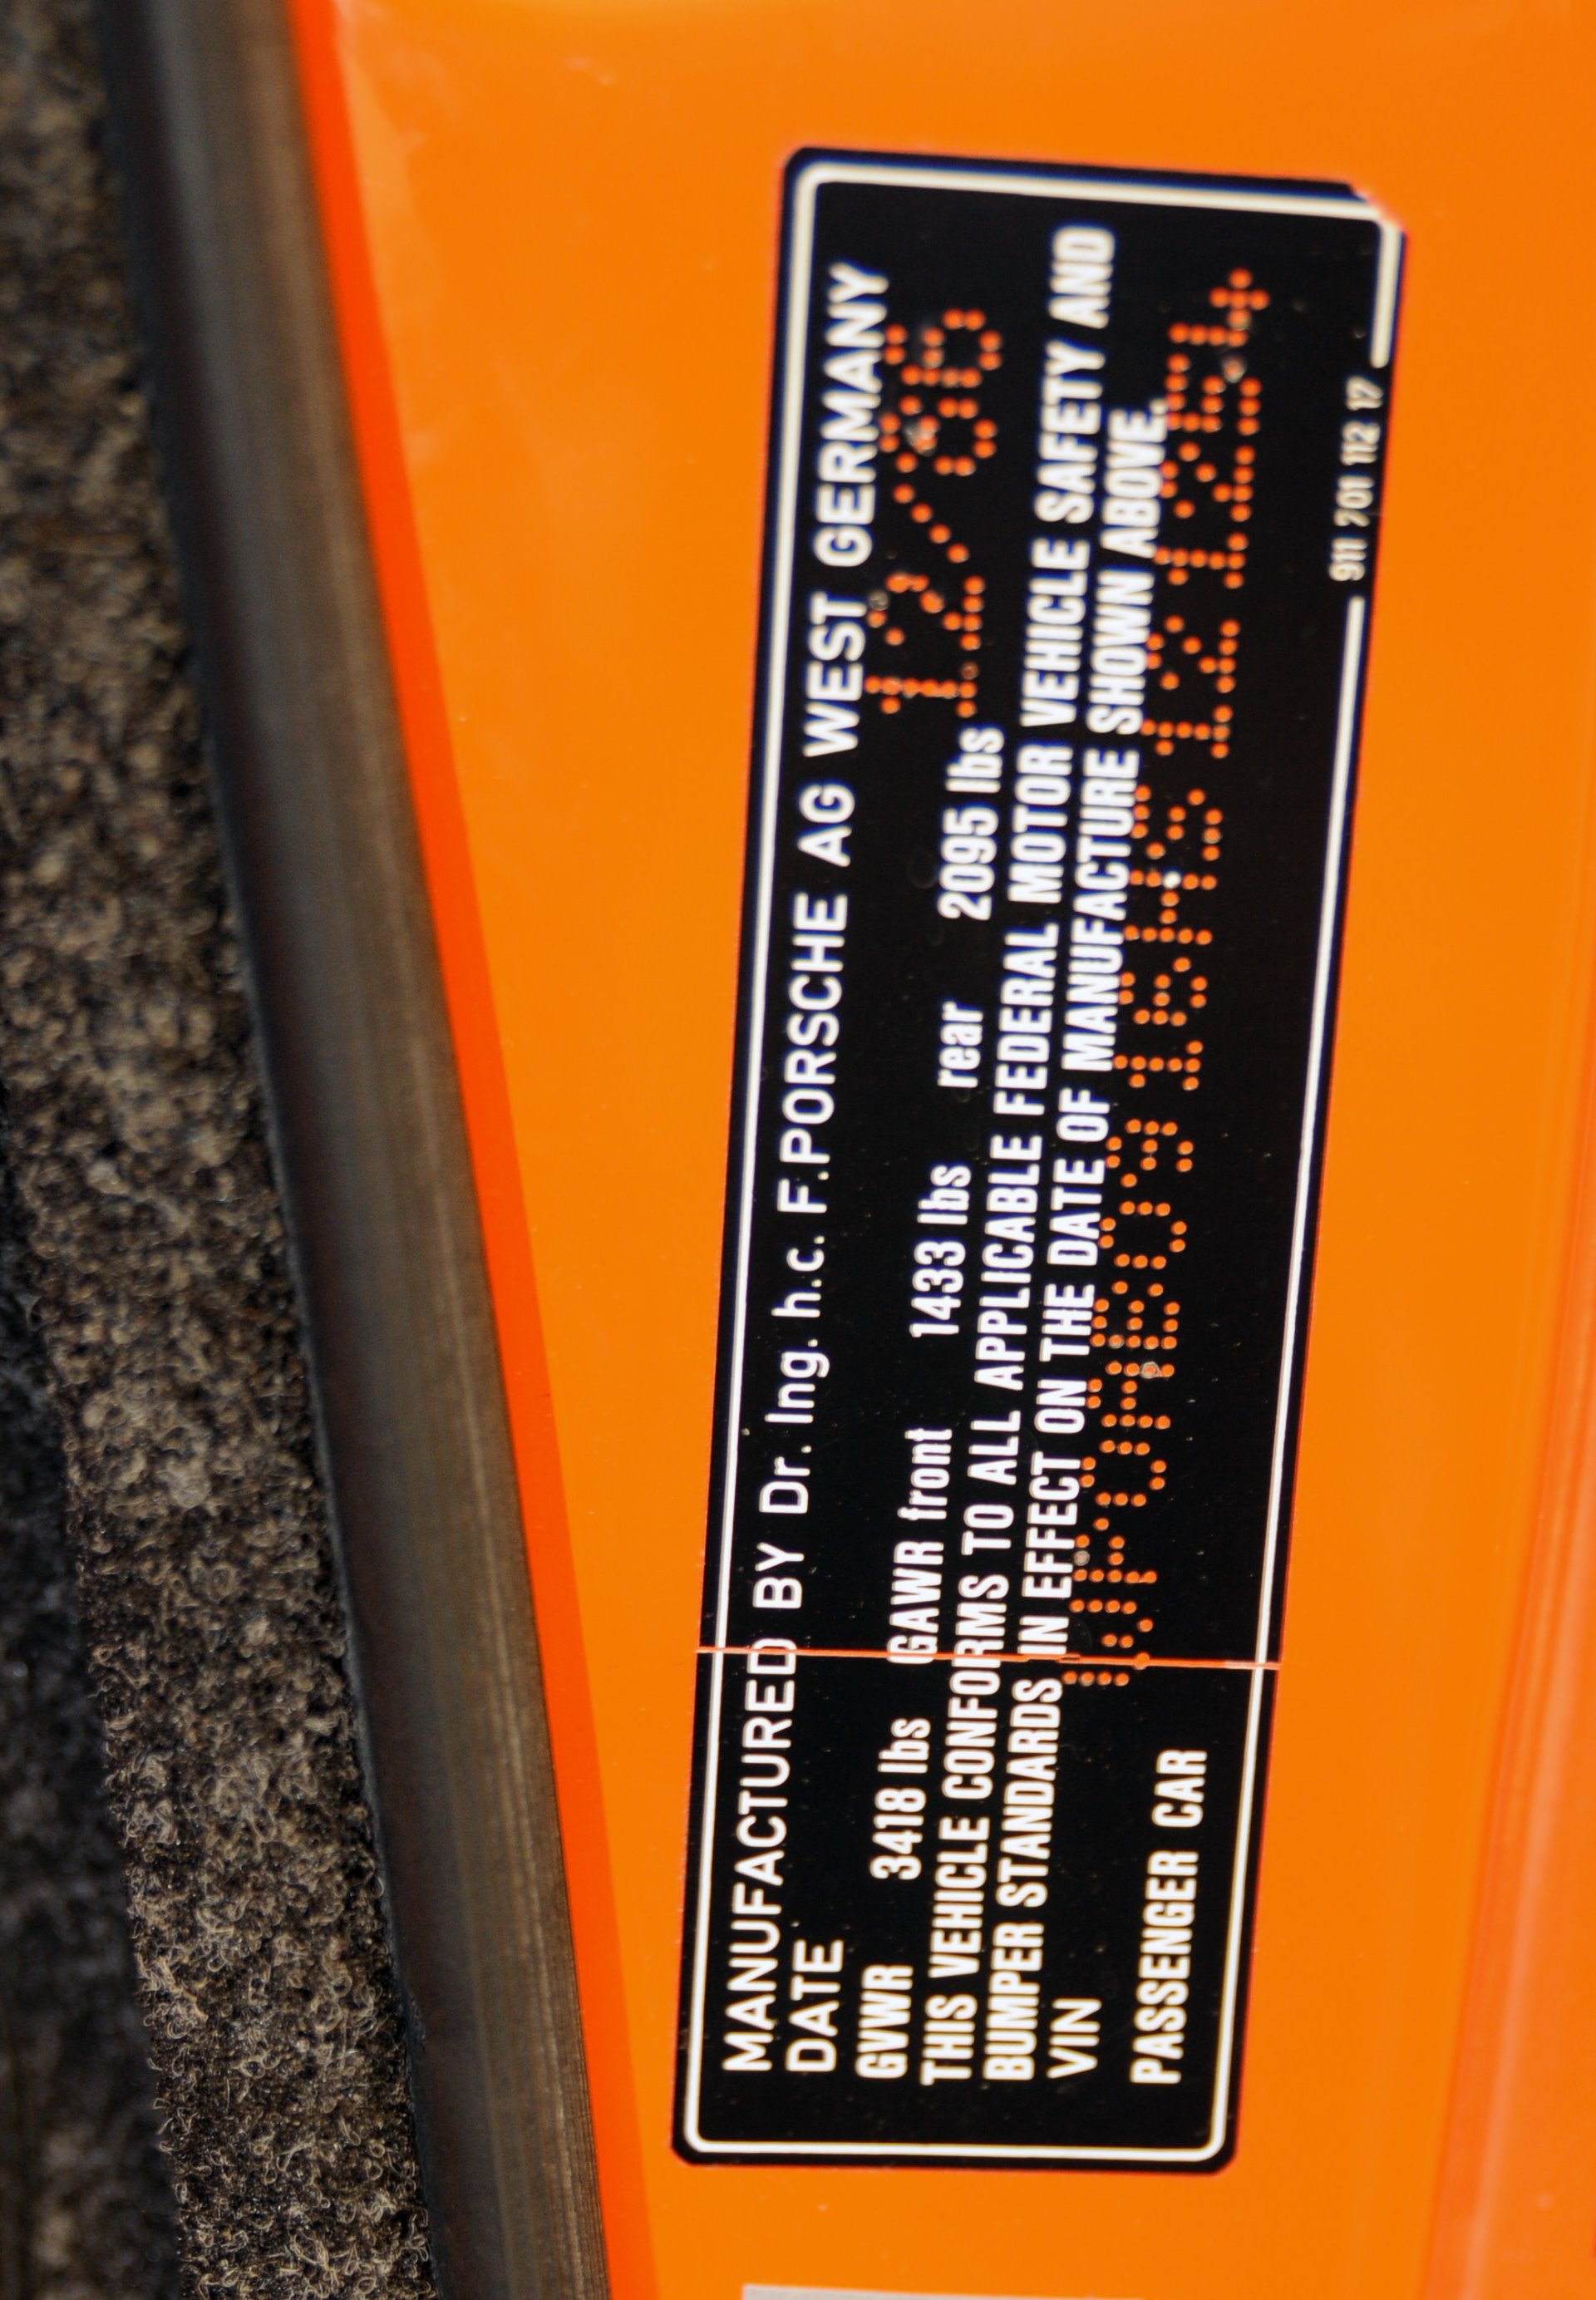 MANUFACTURED BY Dr. Ing. h.c. F.PORSCHE AG WEST GERMANY
DATE 12/86
GVWR 3418 lbs GAWR front 1433 lbs rear 2095 lbs
THIS VEHICLE CONFORMS TO ALL APPLICABLE FEDERAL MOTOR VEHICLE SAFETY AND
BUMPER STANDARDS IN EFFECT ON THE DATE OF MANUFACTURE SHOWN ABOVE.
VIN WP0AB0916HS121254
PASSENGER CAR
911 701 112 17